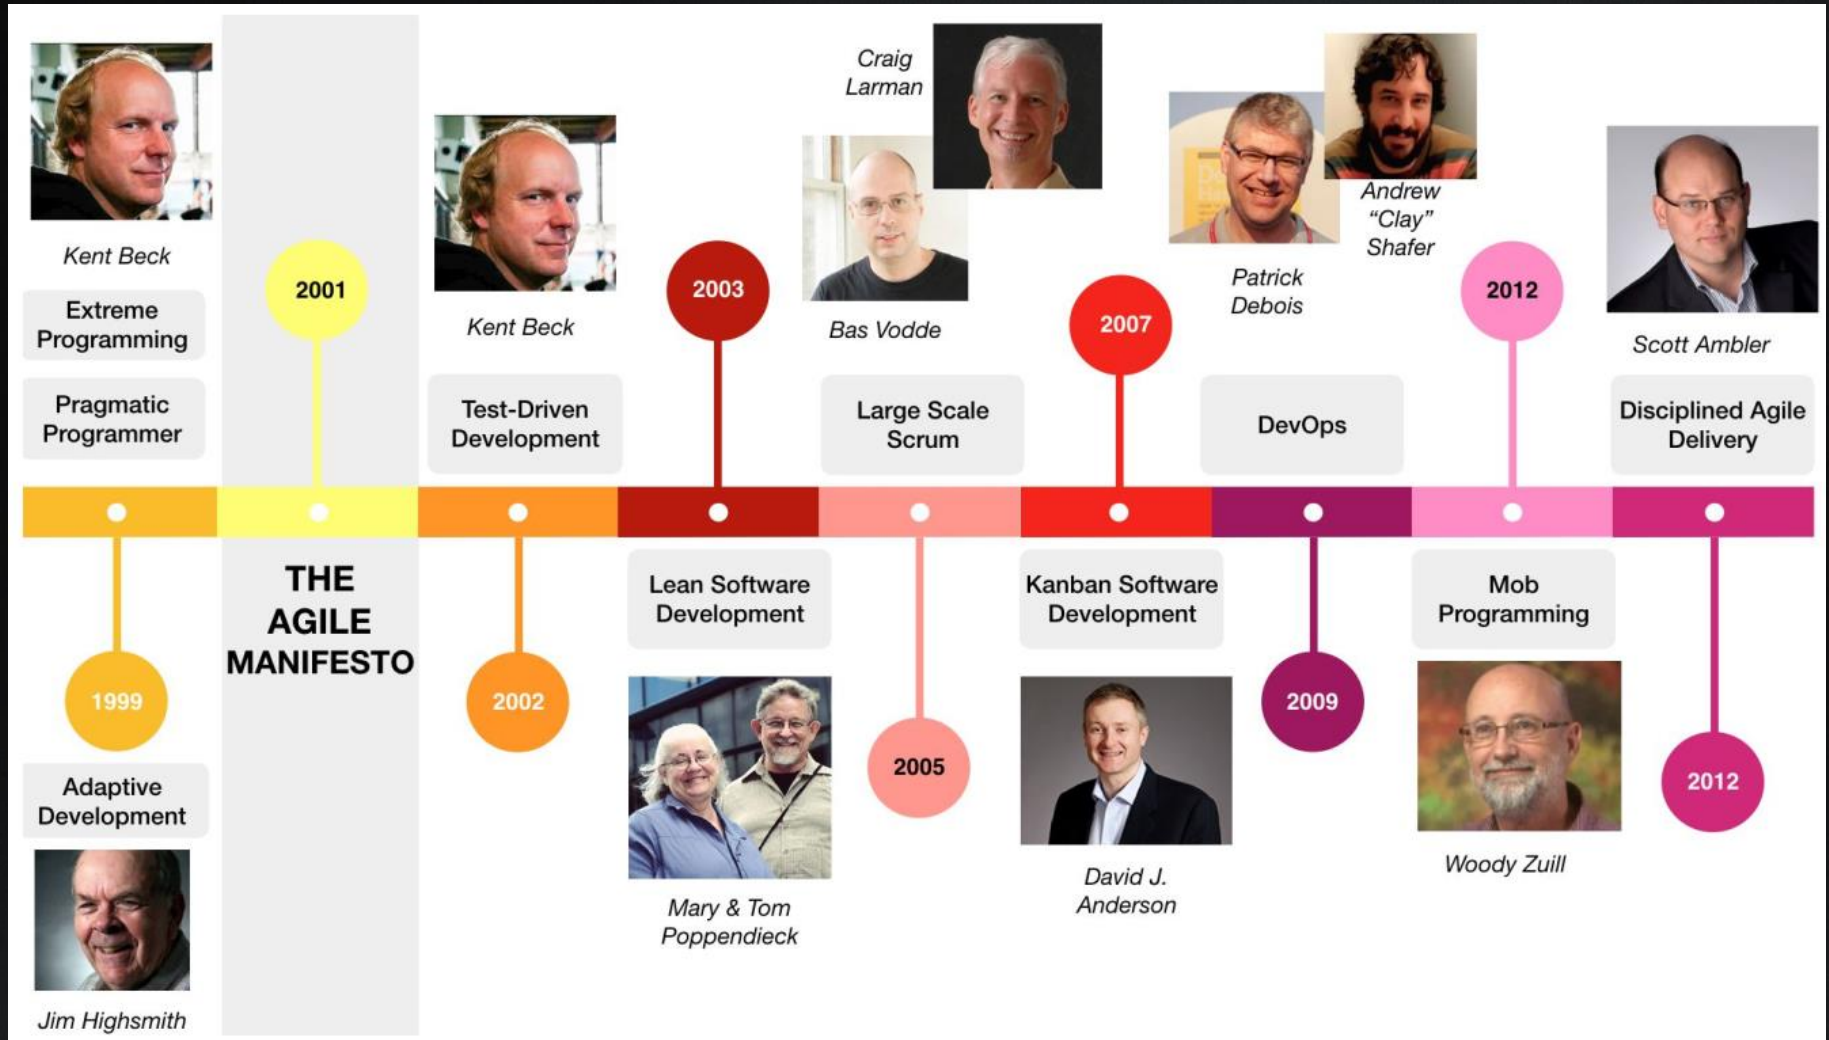 Kent Beck
Extreme
Programming
Pragmatic
Programmer
1999
Adaptive
Development
Jim Highsmith
2001
THE
AGILE
MANIFESTO
Kent Beck
Test-Driven
Development
2002
2003
Lean Software
Development
Mary & Tom
Poppendieck
Craig
Larman
Bas Vodde
Large Scale
Scrum
2005
2007
Kanban Software
Development
David J.
Anderson
Andrew
“Clay”
Shafer
Patrick
Debois
DevOps
2009
2012
Mob
Programming
Woody Zuill
Scott Ambler
Disciplined Agile
Delivery
2012